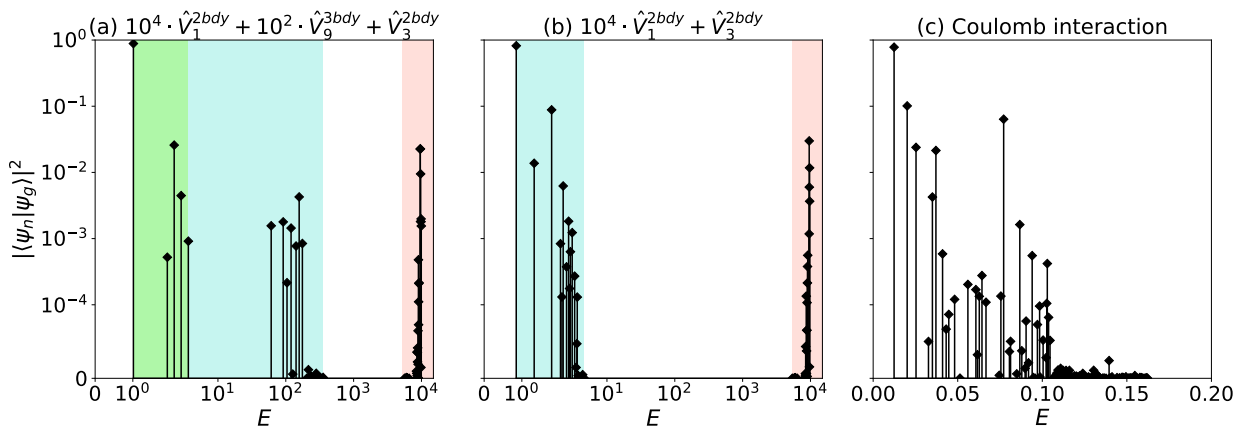 (a) 10⁴ · V̂₁²ᵇᵈʸ + 10² · V̂₉³ᵇᵈʸ + V̂₃²ᵇᵈʸ
(b) 10⁴ · V̂₁²ᵇᵈʸ + V̂₃²ᵇᵈʸ
(c) Coulomb interaction
|⟨ψₙ|ψ_g⟩|²
10⁰
10⁻¹
10⁻²
10⁻³
10⁻⁴
0
0 10⁰ 10¹ 10² 10³ 10⁴
E
0 10⁰ 10¹ 10² 10³ 10⁴
E
0.00 0.05 0.10 0.15 0.20
E